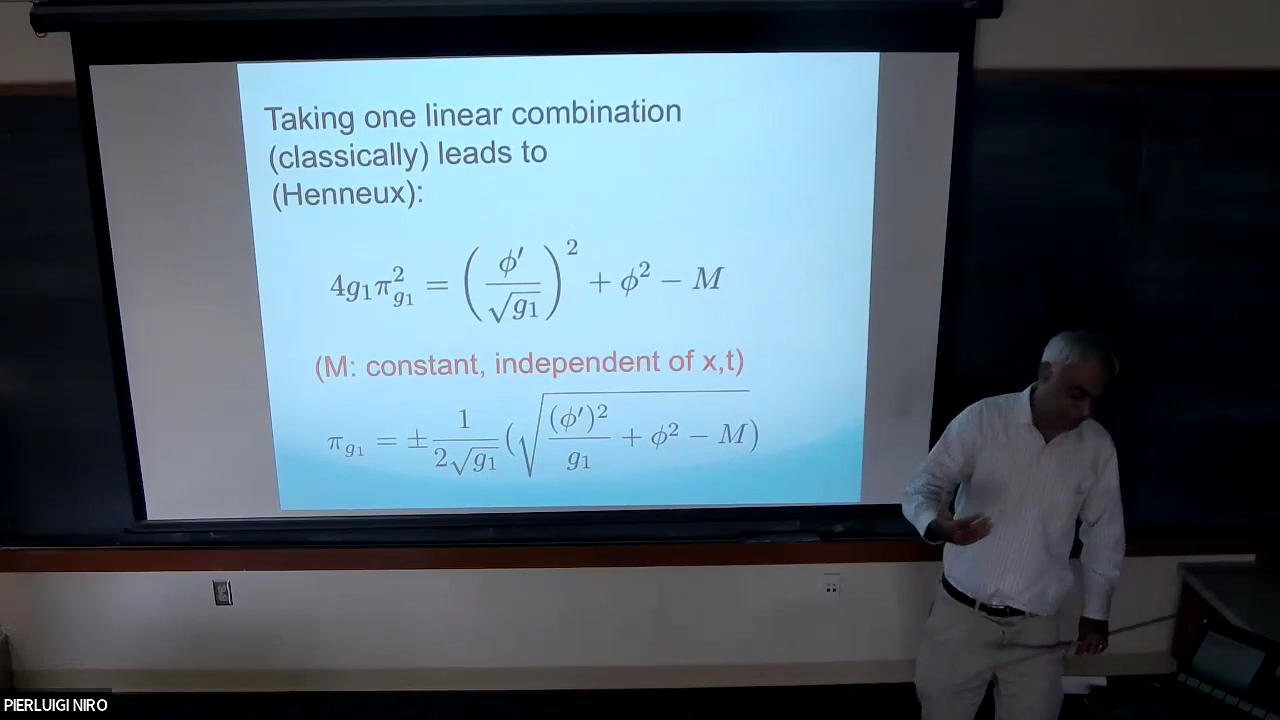 Taking one linear combination
(classically) leads to
(Henneux):
4g₁π²_{g₁} = (ϕ′/√g₁)² + ϕ² − M
(M: constant, independent of x,t)
π_{g₁} = ± 1/(2√g₁) (√((ϕ′)²/g₁ + ϕ² − M))
PIERLUIGI NIRO